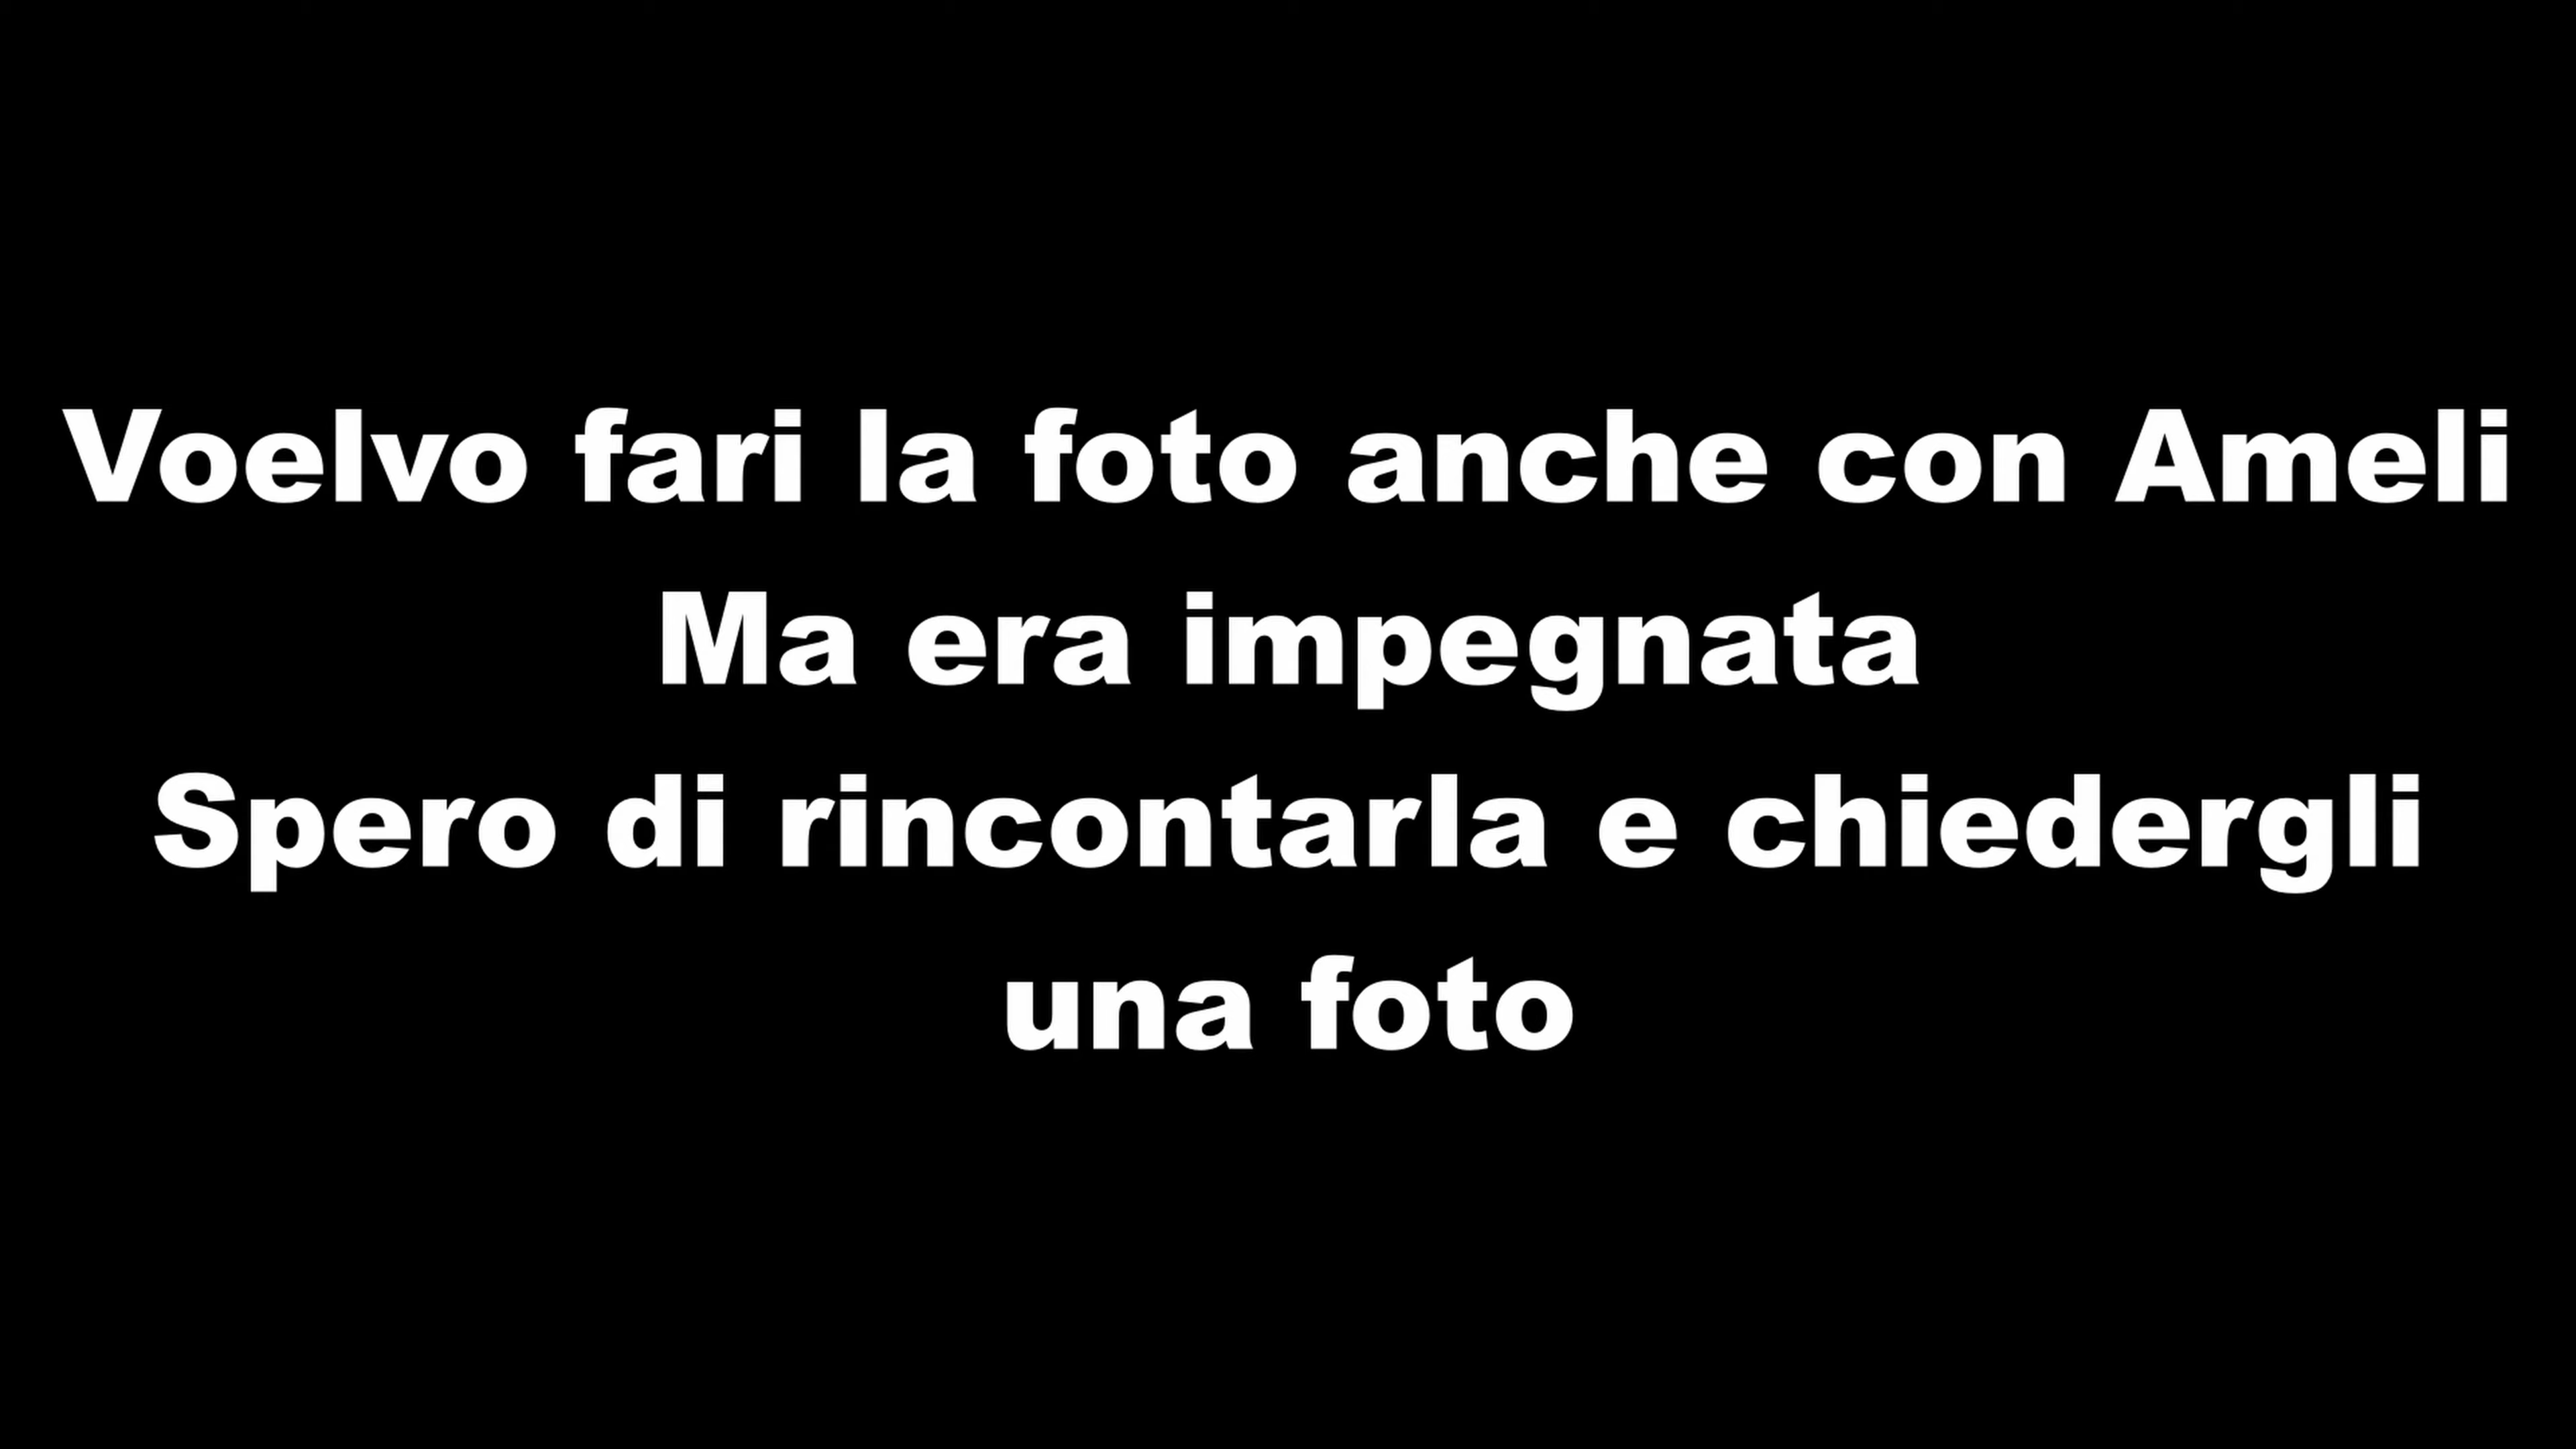 Voelvo fari la foto anche con Ameli
Ma era impegnata
Spero di rincontarla e chiedergli
una foto